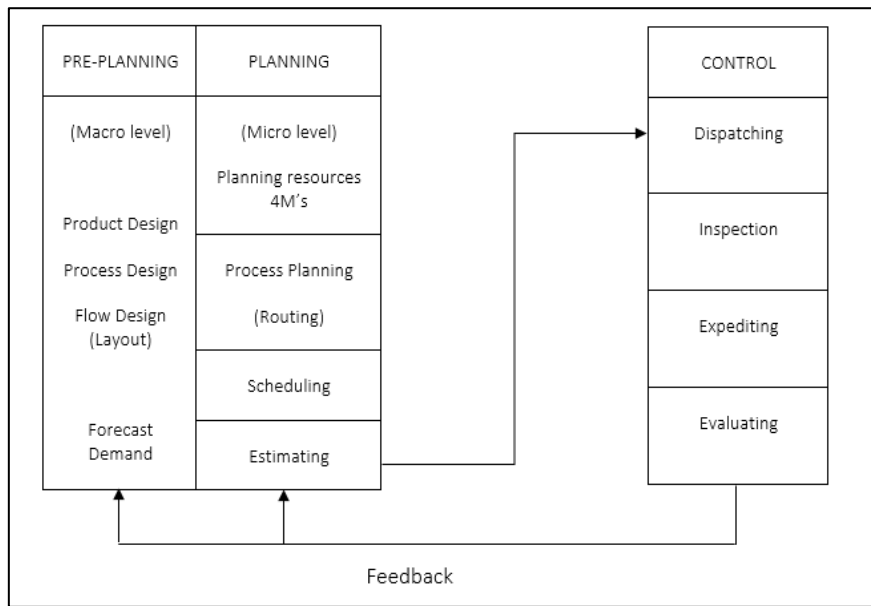 PRE-PLANNING
(Macro level)
Product Design
Process Design
Flow Design
(Layout)
Forecast
Demand
PLANNING
(Micro level)
Planning resources
4M's
Process Planning
(Routing)
Scheduling
Estimating
CONTROL
Dispatching
Inspection
Expediting
Evaluating
Feedback